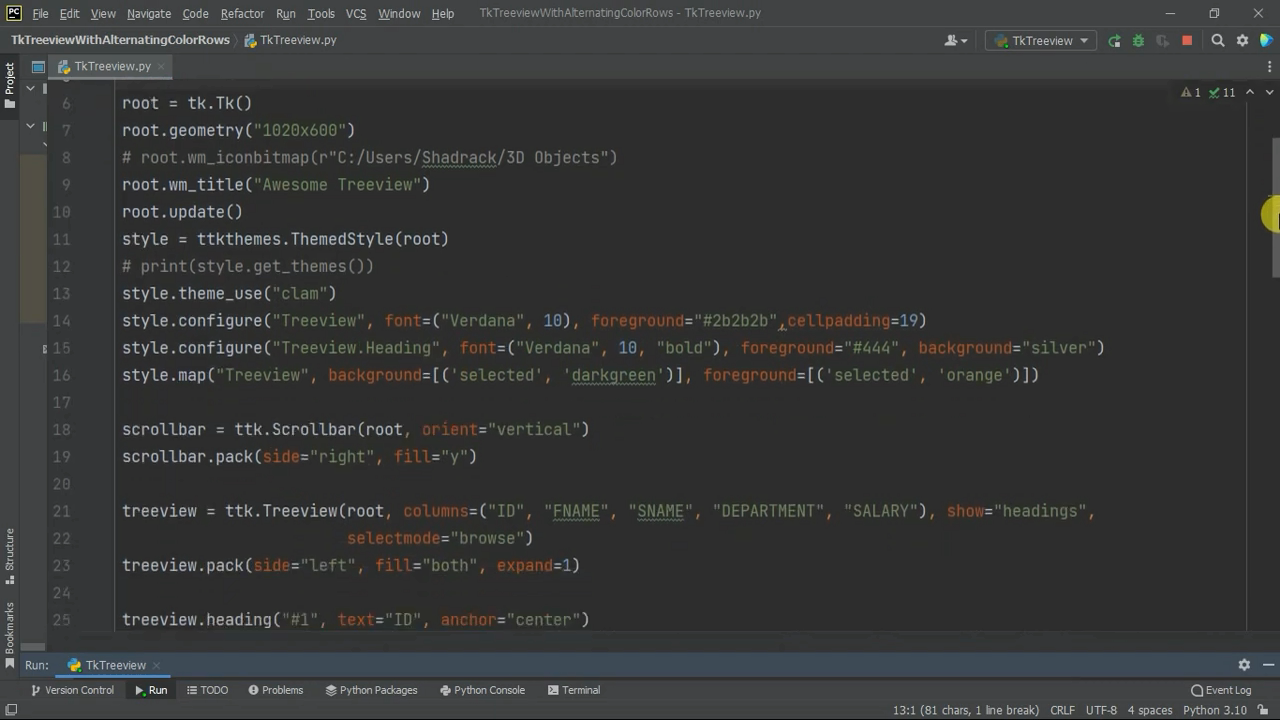 PC File Edit View Navigate Code Refactor Run Tools VCS Window Help TkTreeviewWithAlternatingColorRows - TkTreeview.py
TkTreeviewWithAlternatingColorRows TkTreeview.py TkTreeview
Project TkTreeview.py
1 11
6 root = tk.Tk()
7 root.geometry("1020x600")
8 # root.wm_iconbitmap(r"C:/Users/Shadrack/3D Objects")
9 root.wm_title("Awesome Treeview")
10 root.update()
11 style = ttkthemes.ThemedStyle(root)
12 # print(style.get_themes())
13 style.theme_use("clam")
14 style.configure("Treeview", font=("Verdana", 10), foreground="#2b2b2b",cellpadding=19)
15 style.configure("Treeview.Heading", font=("Verdana", 10, "bold"), foreground="#444", background="silver")
16 style.map("Treeview", background=[('selected', 'darkgreen')], foreground=[('selected', 'orange')])
17
18 scrollbar = ttk.Scrollbar(root, orient="vertical")
19 scrollbar.pack(side="right", fill="y")
20
21 treeview = ttk.Treeview(root, columns=("ID", "FNAME", "SNAME", "DEPARTMENT", "SALARY"), show="headings",
22 selectmode="browse")
23 treeview.pack(side="left", fill="both", expand=1)
24
25 treeview.heading("#1", text="ID", anchor="center")
Structure
Bookmarks
Run: TkTreeview
Version Control Run TODO Problems Python Packages Python Console Terminal Event Log
13:1 (81 chars, 1 line break) CRLF UTF-8 4 spaces Python 3.10